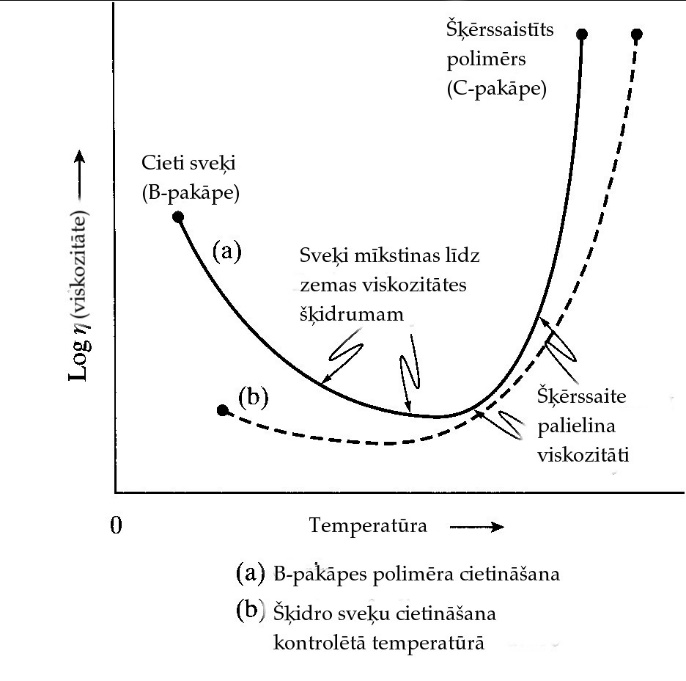 Šķērssaistīts
polimērs
(C-pakāpe)
Cieti sveķi
(B-pakāpe)
(a)
Sveķi mīkstinas līdz
zemas viskozitātes
šķidrumam
Log η (viskozitāte)
(b)
Šķērssaite
palielina
viskozitāti
0
Temperatūra
(a) B-pakāpes polimēra cietināšana
(b) Šķidro sveķu cietināšana
kontrolētā temperatūrā